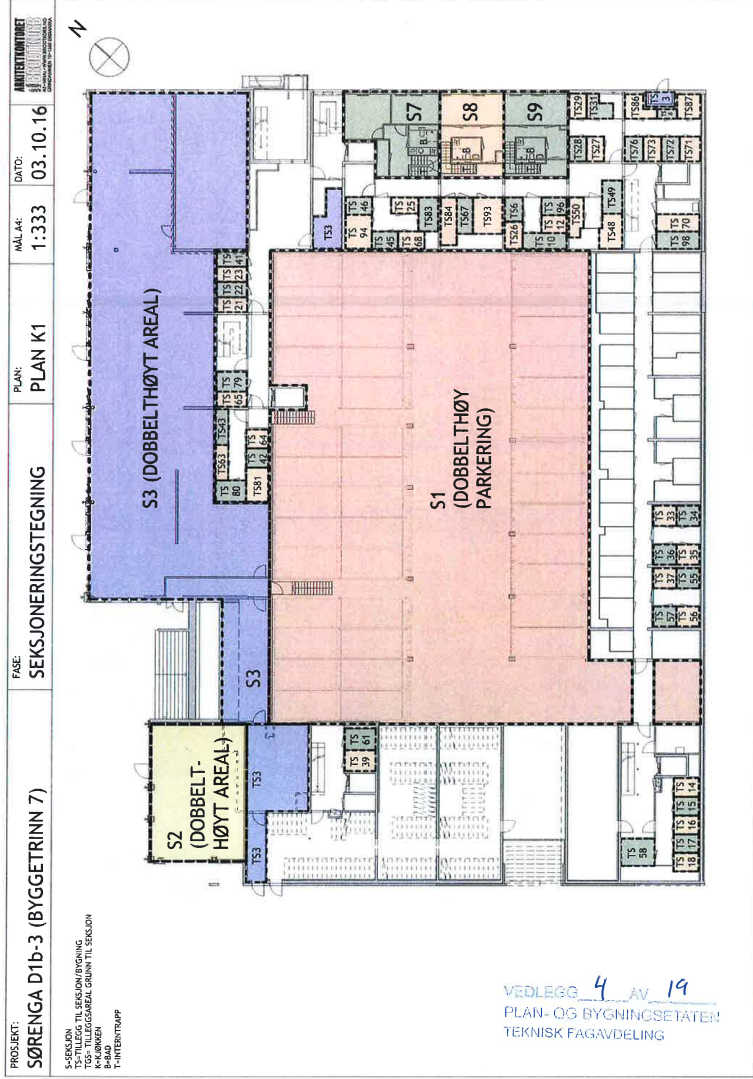 PROSJEKT:
SØRENGA D1b-3 (BYGGETRINN 7)
FASE:
SEKSJONERINGSTEGNING
PLAN:
PLAN K1
MÅL A4:
1:333
DATO:
03.10.16
ARKITEKTKONTORET
BRODTKORB
N
S=SEKSJON
TS=TILLEGG TIL SEKSJON/BYGNING
TGS= TILLEGGSAREAL GRUNN TIL SEKSJON
K=KJØKKEN
B=BAD
T=INTERNTRAPP
S3 (DOBBELTHØYT AREAL)
S3
S2
(DOBBELT-
HØYT AREAL)
TS3
TS3
TS3
S1
(DOBBELTHØY
PARKERING)
S7
S8
S9
B
B
B
TS29
TS31
TS28
TS27
TS86
TS
3
TS87
TS76
TS73
TS72
TS71
TS
46
TS
94
TS
45
TS
25
TS
68
TS83
TS84
TS67
TS93
TS6
TS26
TS
10
TS
12
TS
96
TS50
TS49
TS48
TS
70
TS
98
TS
41
TS
23
TS
22
TS
21
TS
79
TS
65
TS43
TS63
TS
64
TS
42
TS
80
TS81
TS
33
TS
34
TS
36
TS
35
TS
37
TS
55
TS
57
TS
56
TS
61
TS
39
TS
58
TS
14
TS
15
TS
16
TS
17
TS
18
VEDLEGG 4 AV 19
PLAN- OG BYGNINGSETATEN
TEKNISK FAGAVDELING